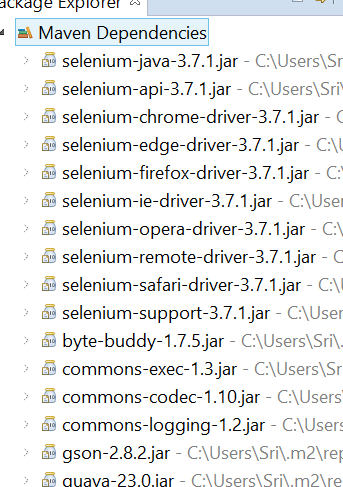 ackage Explorer
Maven Dependencies
selenium-java-3.7.1.jar - C:\Users\Sri
selenium-api-3.7.1.jar - C:\Users\Sri\
selenium-chrome-driver-3.7.1.jar - C
selenium-edge-driver-3.7.1.jar - C:\U
selenium-firefox-driver-3.7.1.jar - C:\
selenium-ie-driver-3.7.1.jar - C:\Users
selenium-opera-driver-3.7.1.jar - C:\U
selenium-remote-driver-3.7.1.jar - C:
selenium-safari-driver-3.7.1.jar - C:\U
selenium-support-3.7.1.jar - C:\Users
byte-buddy-1.7.5.jar - C:\Users\Sri\.
commons-exec-1.3.jar - C:\Users\Sri\
commons-codec-1.10.jar - C:\Users\
commons-logging-1.2.jar - C:\Users\
gson-2.8.2.jar - C:\Users\Sri\.m2\rep
guava-23.0.jar - C:\Users\Sri\.m2\re